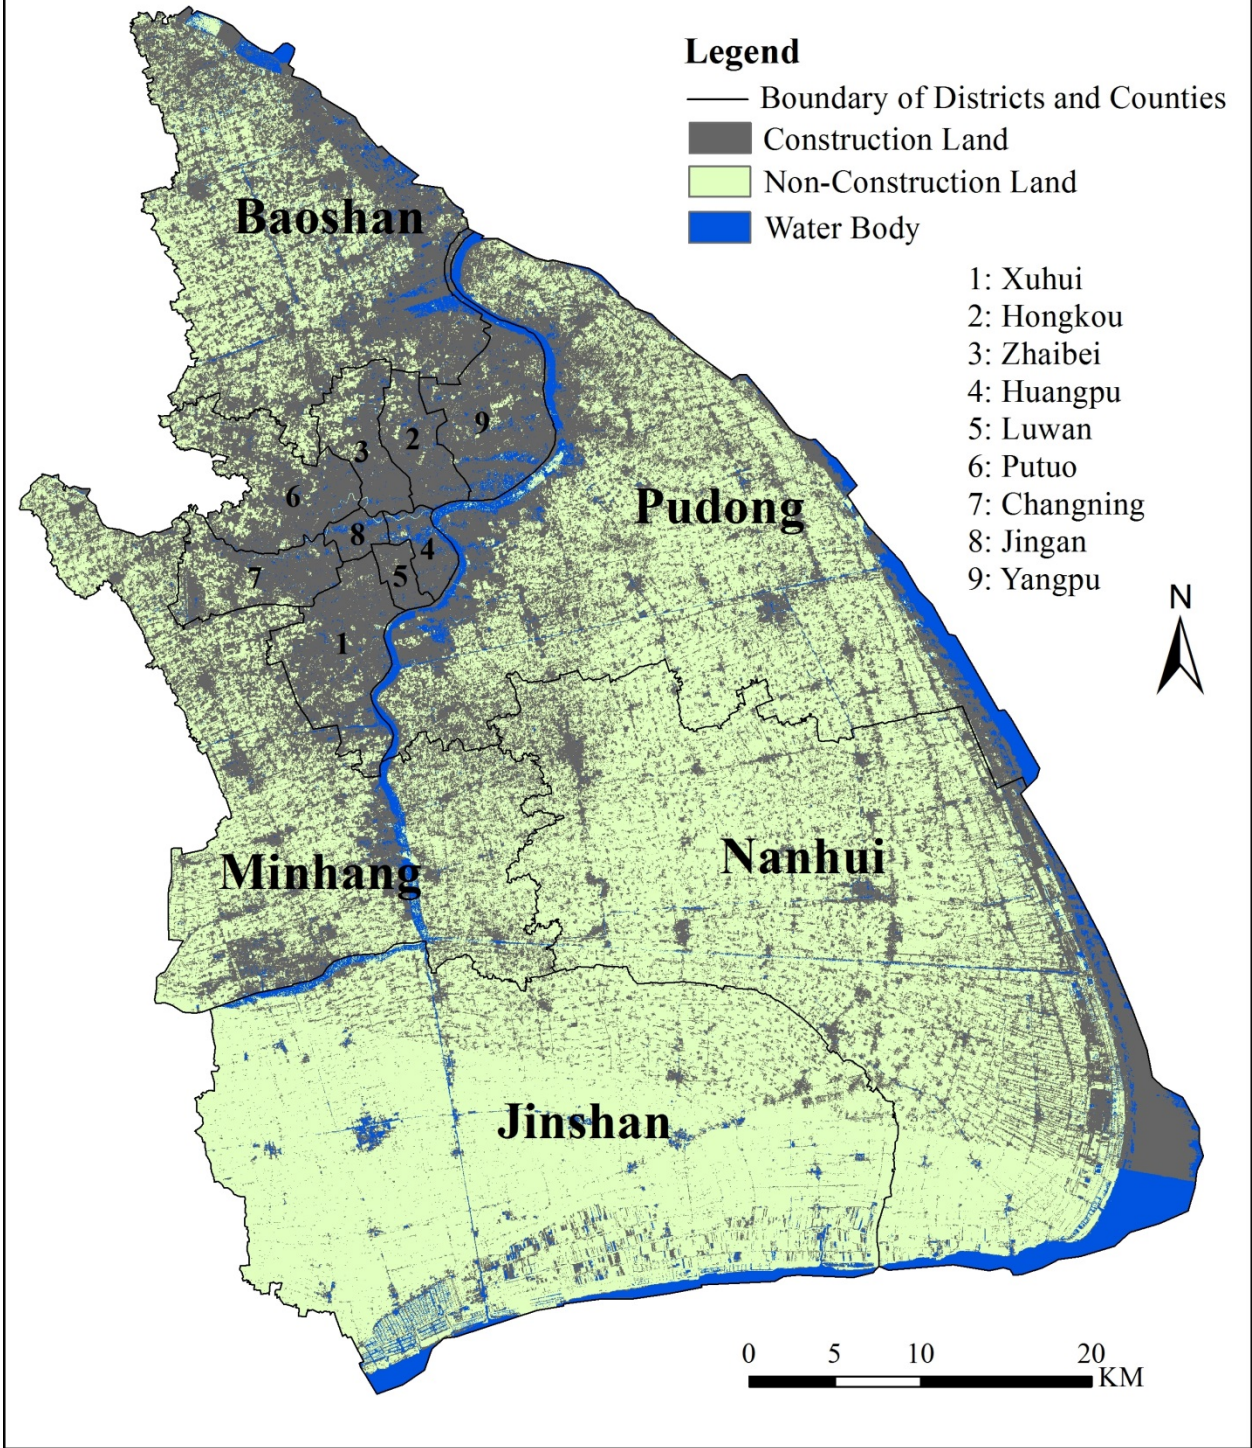 Legend
Boundary of Districts and Counties
Construction Land
Non-Construction Land
Water Body
1: Xuhui
2: Hongkou
3: Zhaibei
4: Huangpu
5: Luwan
6: Putuo
7: Changning
8: Jingan
9: Yangpu
N
Baoshan
9
3
2
6
Pudong
8
4
7
5
1
Minhang
Nanhui
Jinshan
0 5 10 20
KM